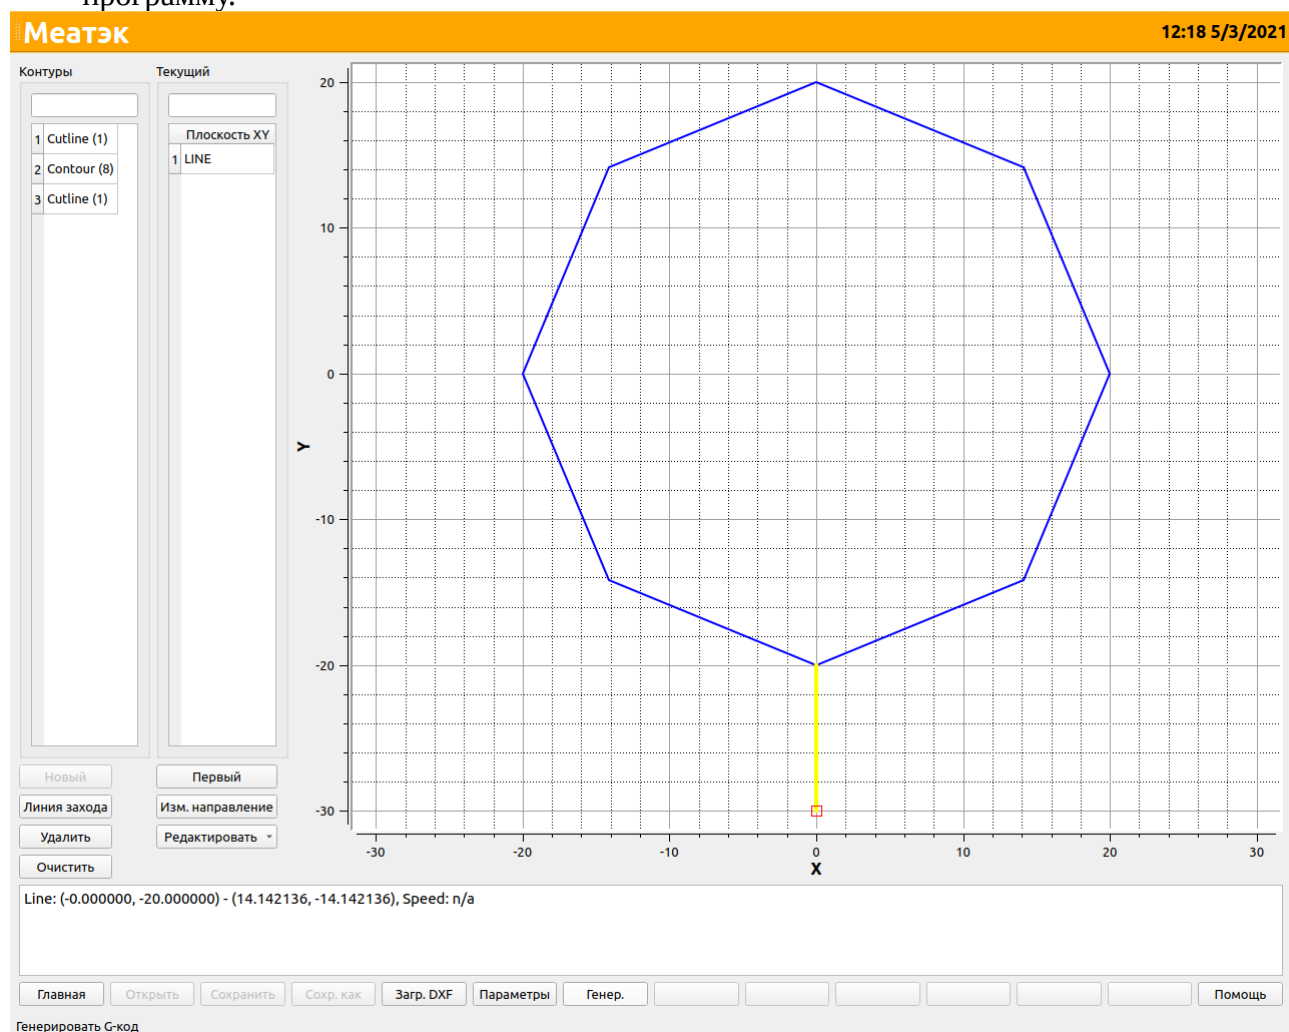 программу.
Меатэк
12:18 5/3/2021
Контуры
Текущий
1 Cutline (1)
2 Contour (8)
3 Cutline (1)
Плоскость XY
1 LINE
20
10
0
-10
-20
-30
Y
-30 -20 -10 0 10 20 30
X
Новый
Первый
Линия захода
Изм. направление
Удалить
Редактировать
Очистить
Line: (-0.000000, -20.000000) - (14.142136, -14.142136), Speed: n/a
Главная Открыть Сохранить Сохр. как Загр. DXF Параметры Генер. Помощь
Генерировать G-код